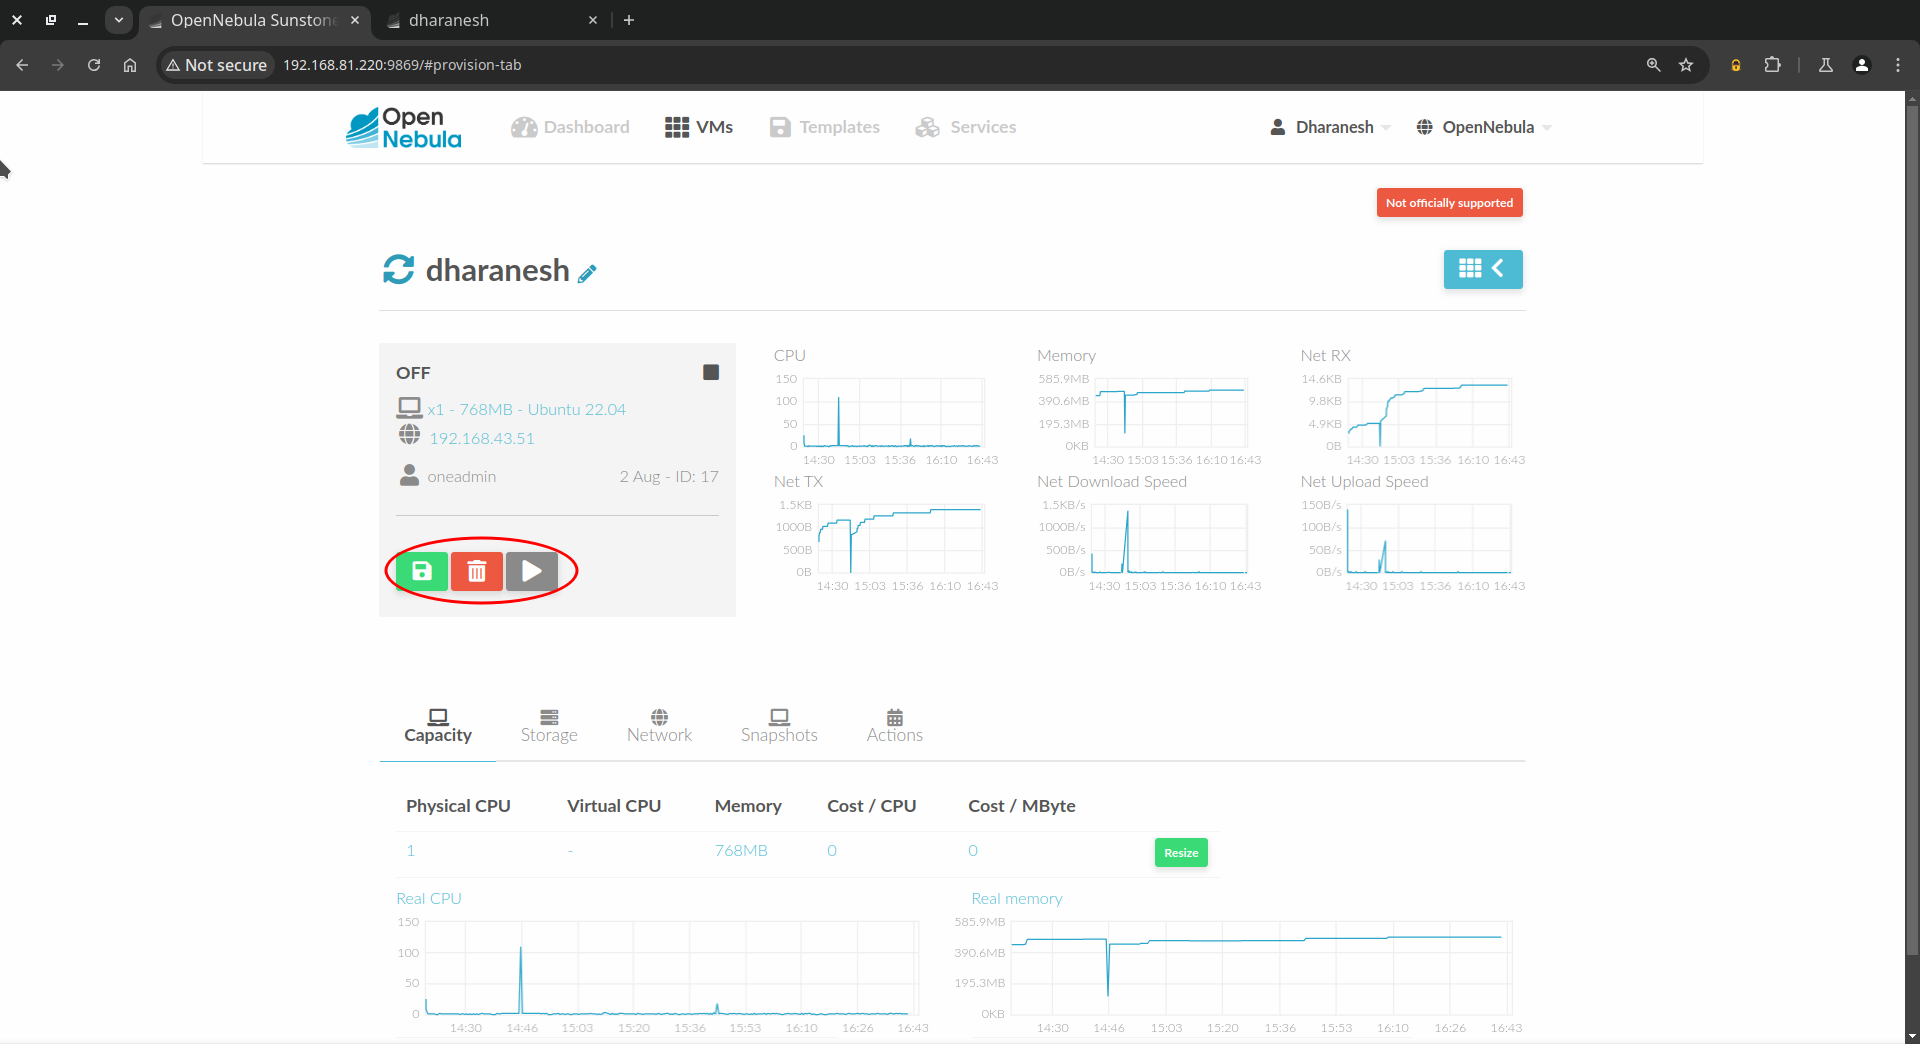 OpenNebula Sunstone
dharanesh
Not secure
192.168.81.220:9869/#provision-tab
Open
Nebula
Dashboard
VMs
Templates
Services
Dharanesh
OpenNebula
Not officially supported
dharanesh
OFF
x1 - 768MB - Ubuntu 22.04
192.168.43.51
oneadmin
2 Aug - ID: 17
CPU
150
100
50
0
14:30 15:03 15:36 16:10 16:43
Memory
585.9MB
390.6MB
195.3MB
0KB
14:30 15:03 15:36 16:10 16:43
Net RX
14.6KB
9.8KB
4.9KB
0B
14:30 15:03 15:36 16:10 16:43
Net TX
1.5KB
1000B
500B
0B
14:30 15:03 15:36 16:10 16:43
Net Download Speed
1.5KB/s
1000B/s
500B/s
0B/s
14:30 15:03 15:36 16:10 16:43
Net Upload Speed
150B/s
100B/s
50B/s
0B/s
14:30 15:03 15:36 16:10 16:43
Capacity
Storage
Network
Snapshots
Actions
Physical CPU Virtual CPU Memory Cost / CPU Cost / MByte
1 - 768MB 0 0 Resize
Real CPU
150
100
50
0
14:30 14:46 15:03 15:20 15:36 15:53 16:10 16:26 16:43
Real memory
585.9MB
390.6MB
195.3MB
0KB
14:30 14:46 15:03 15:20 15:36 15:53 16:10 16:26 16:43